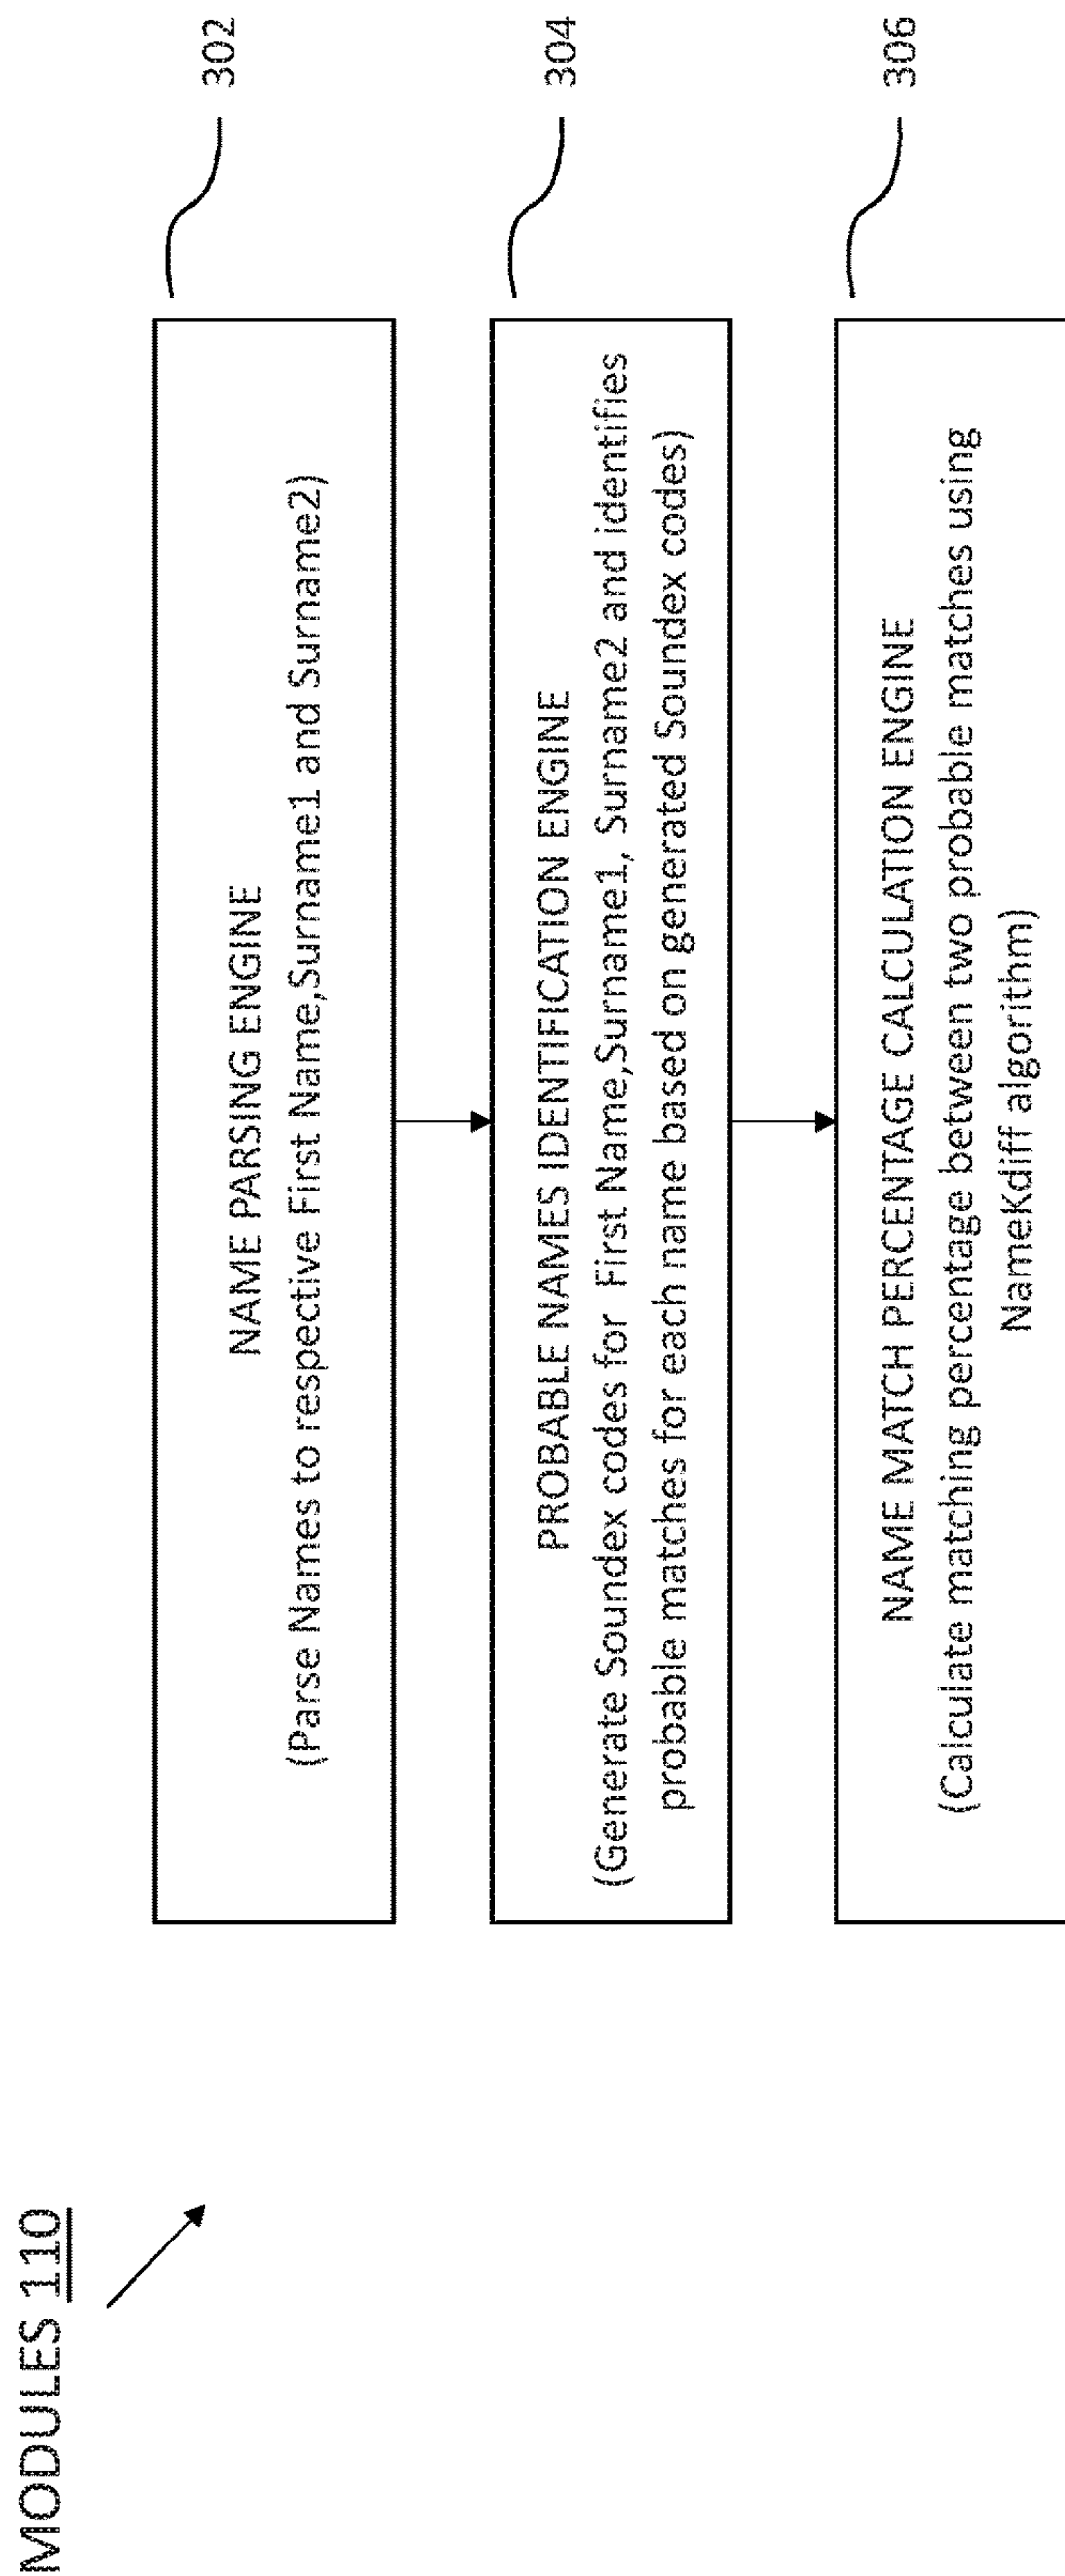 MODULES 110
NAME PARSING ENGINE
(Parse Names to respective First Name,Surname1 and Surname2)
302
PROBABLE NAMES IDENTIFICATION ENGINE
(Generate Soundex codes for First Name,Surname1, Surname2 and identifies
probable matches for each name based on generated Soundex codes)
304
NAME MATCH PERCENTAGE CALCULATION ENGINE
(Calculate matching percentage between two probable matches using
NameKdiff algorithm)
306